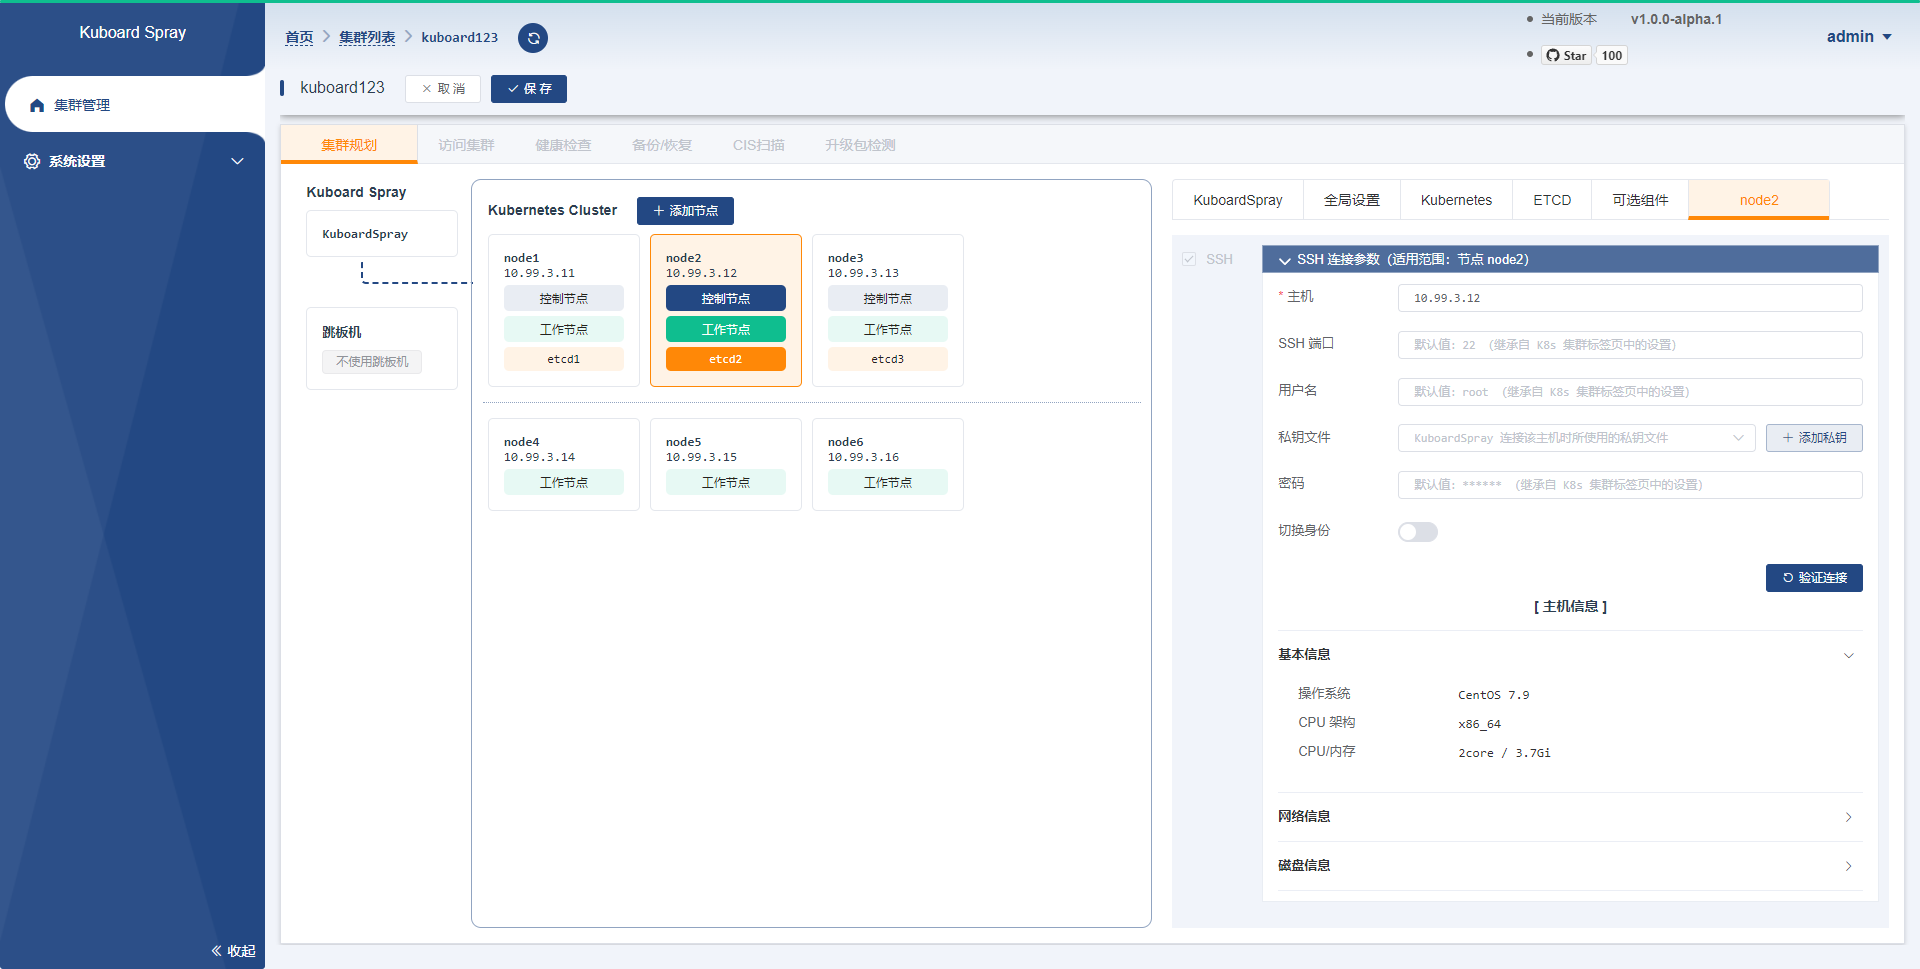 Kuboard Spray
集群管理
系统设置
收起
首页 > 集群列表 > kuboard123
当前版本 v1.0.0-alpha.1
Star 100
admin
kuboard123 取消 保存
集群规划 访问集群 健康检查 备份/恢复 CIS扫描 升级包检测
Kuboard Spray
KuboardSpray
跳板机
不使用跳板机
Kubernetes Cluster 添加节点
node1
10.99.3.11
控制节点
工作节点
etcd1
node2
10.99.3.12
控制节点
工作节点
etcd2
node3
10.99.3.13
控制节点
工作节点
etcd3
node4
10.99.3.14
工作节点
node5
10.99.3.15
工作节点
node6
10.99.3.16
工作节点
KuboardSpray 全局设置 Kubernetes ETCD 可选组件 node2
SSH
SSH 连接参数（适用范围：节点 node2）
* 主机 10.99.3.12
SSH 端口 默认值: 22 （继承自 K8s 集群标签页中的设置）
用户名 默认值: root （继承自 K8s 集群标签页中的设置）
私钥文件 KuboardSpray 连接该主机时所使用的私钥文件 添加私钥
密码 默认值: ****** （继承自 K8s 集群标签页中的设置）
切换身份
验证连接
[ 主机信息 ]
基本信息
操作系统 CentOS 7.9
CPU 架构 x86_64
CPU/内存 2core / 3.7Gi
网络信息
磁盘信息